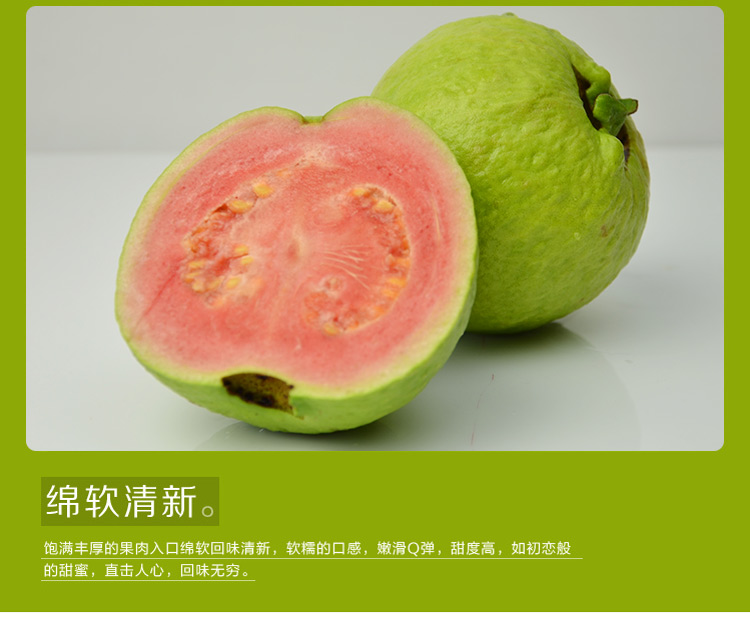 绵软清新。
饱满丰厚的果肉入口绵软回味清新，软糯的口感，嫩滑Q弹，甜度高，如初恋般
的甜蜜，直击人心，回味无穷。